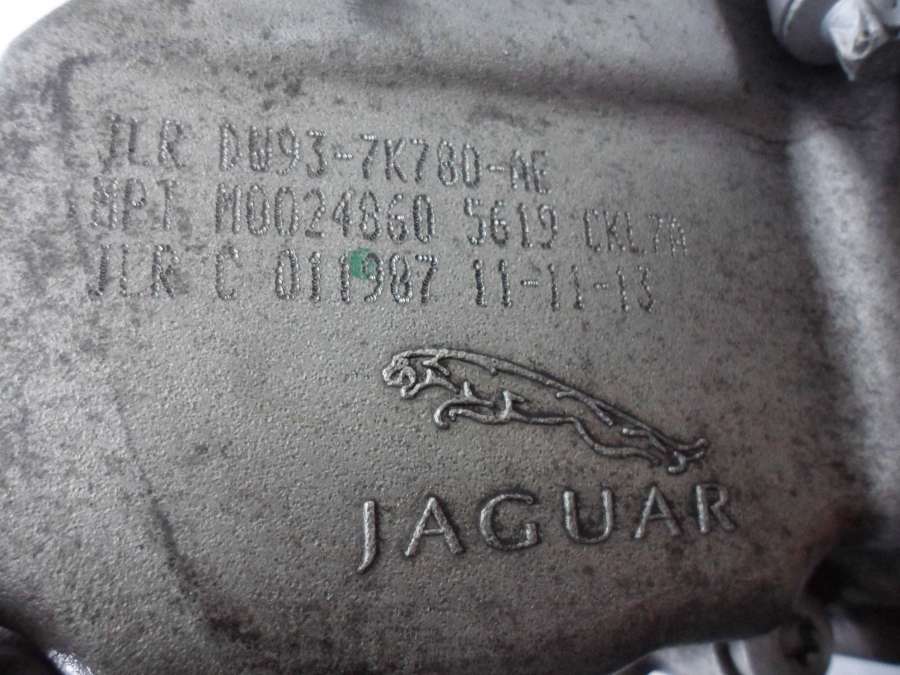 JLR DW93-7K780-AE
MPT M0024860 5619 CKL7A
JLR C 011987 11-11-13
JAGUAR